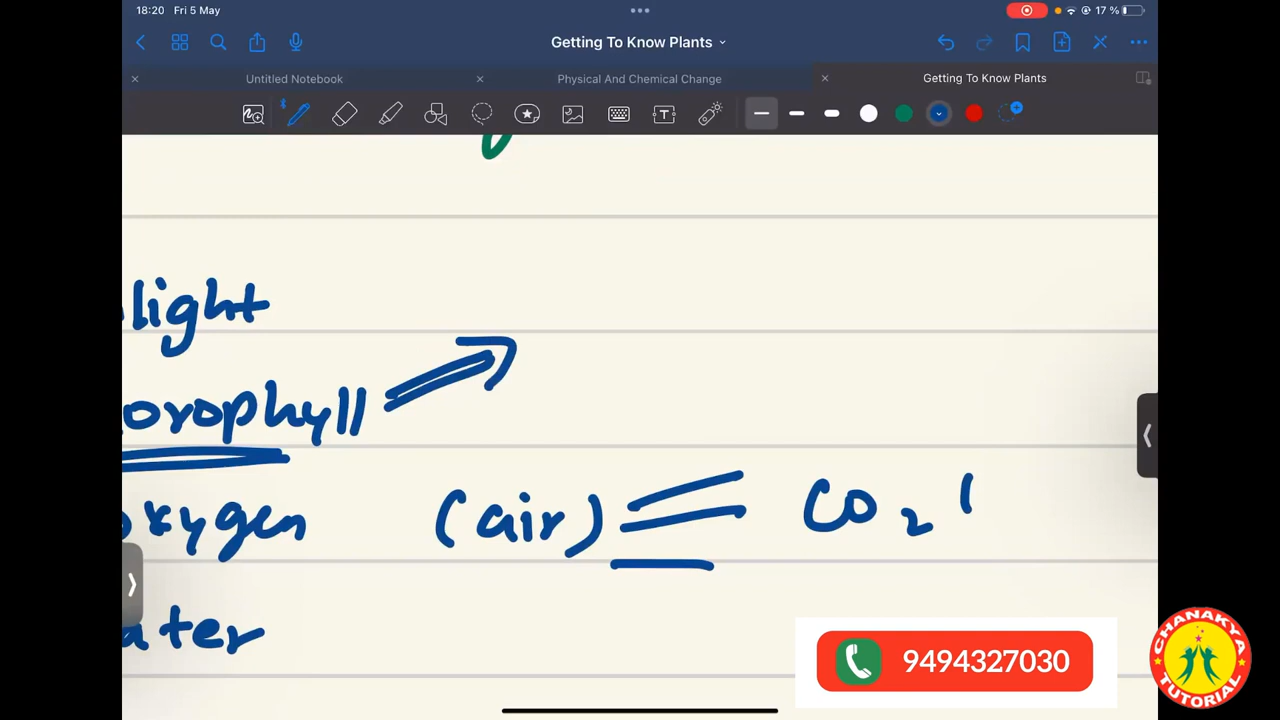 18:20 Fri 5 May
17 %
Getting To Know Plants
Untitled Notebook
Physical And Chemical Change
Getting To Know Plants
light
orophyll
oxygen (air) = CO2
ater
9494327030
CHANAKYA
TUTORIAL